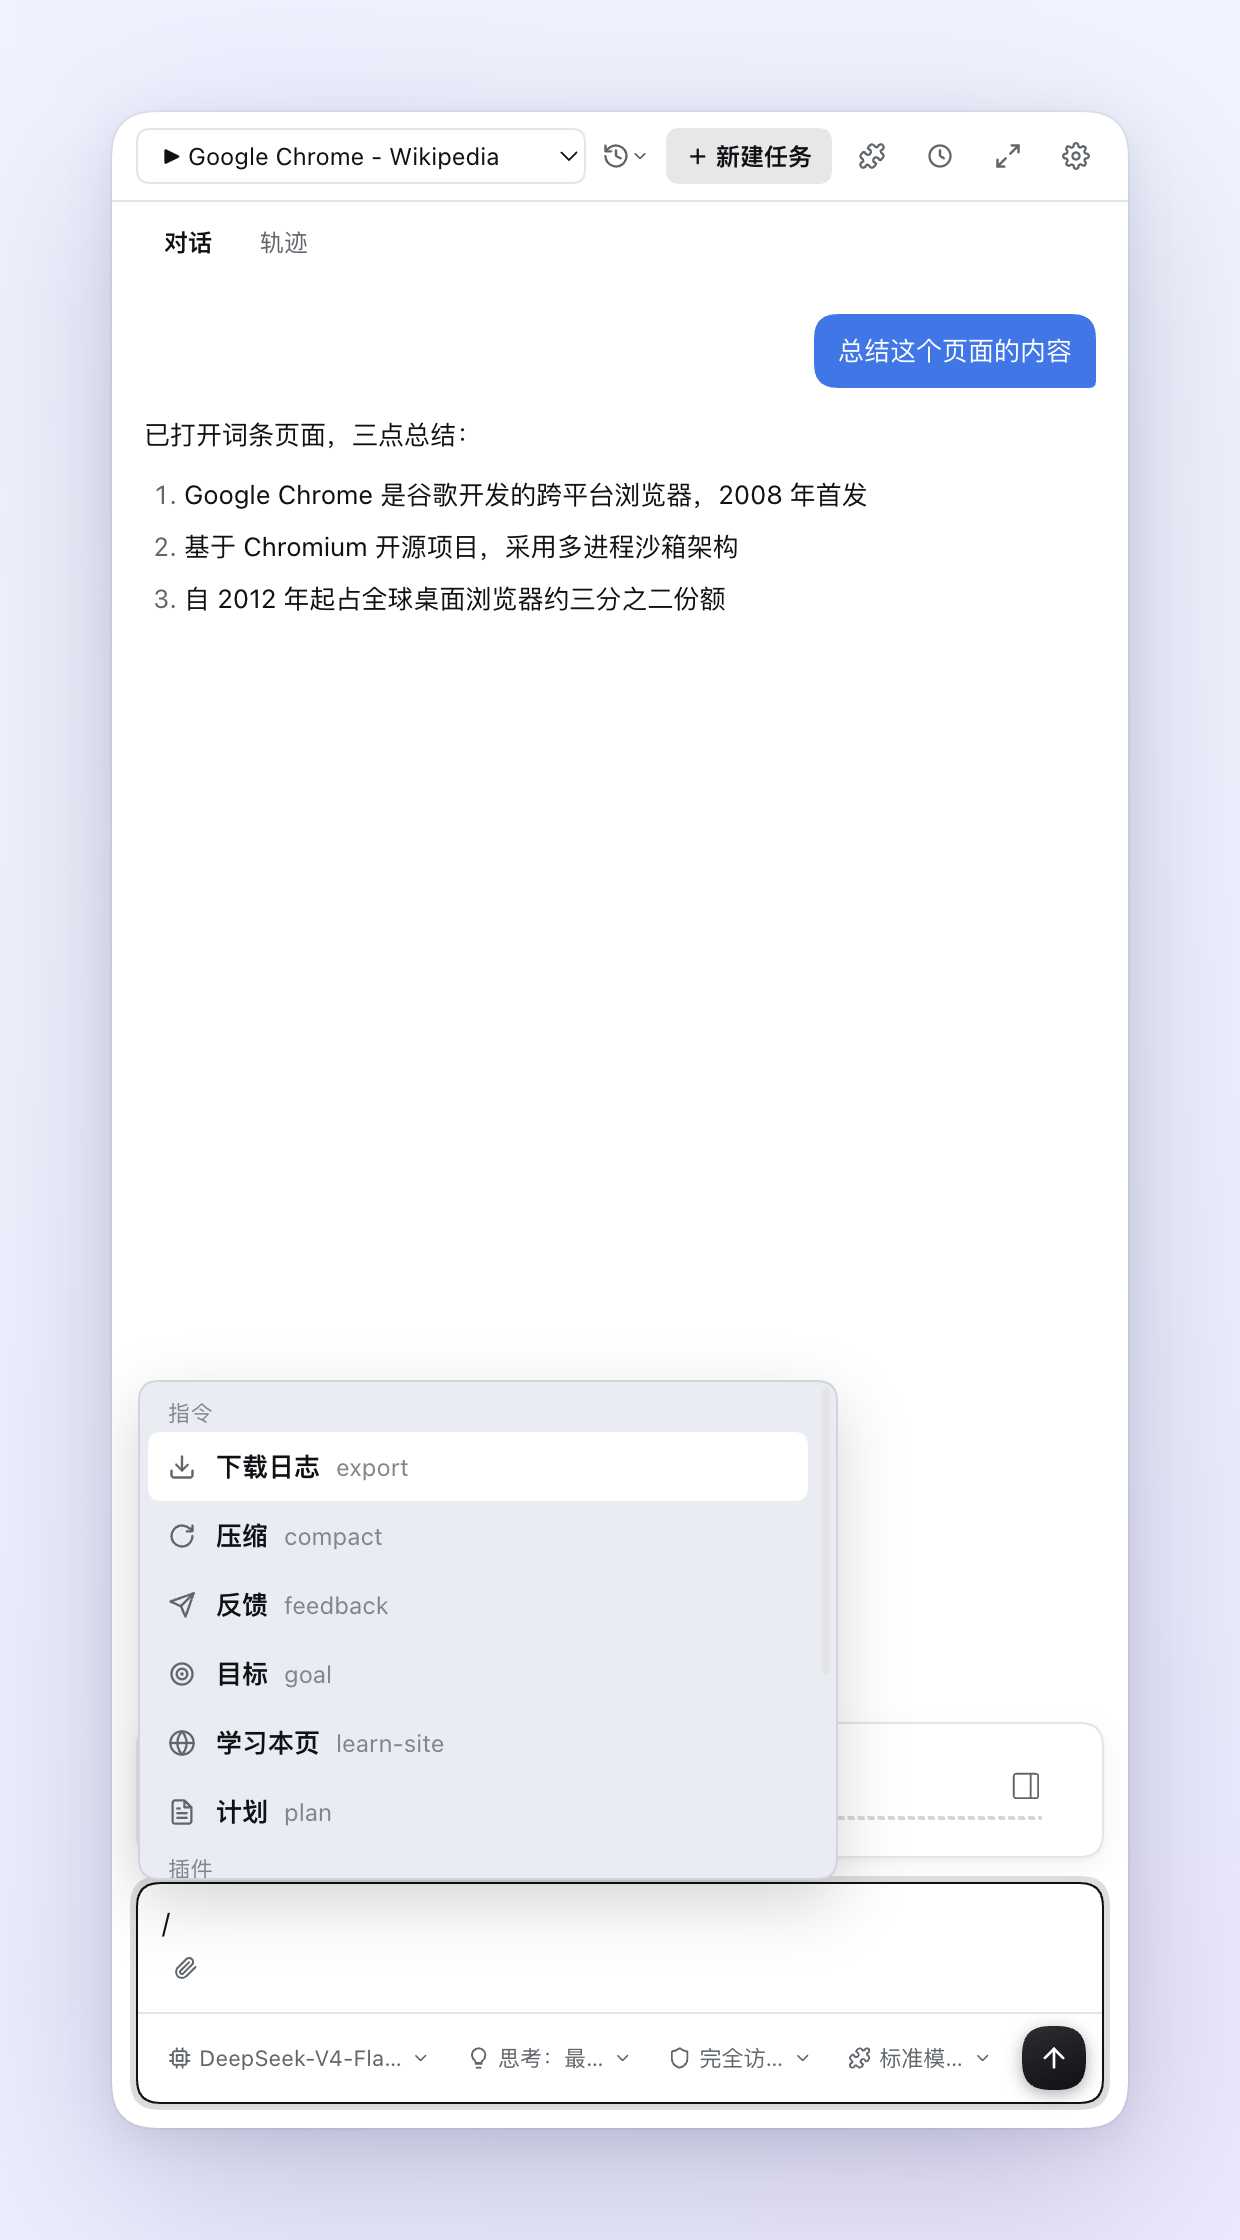 Google Chrome - Wikipedia
新建任务
对话 轨迹
总结这个页面的内容
已打开词条页面，三点总结：
1. Google Chrome 是谷歌开发的跨平台浏览器，2008 年首发
2. 基于 Chromium 开源项目，采用多进程沙箱架构
3. 自 2012 年起占全球桌面浏览器约三分之二份额
指令
下载日志 export
压缩 compact
反馈 feedback
目标 goal
学习本页 learn-site
计划 plan
插件
/
DeepSeek-V4-Fla... 思考：最... 完全访... 标准模...